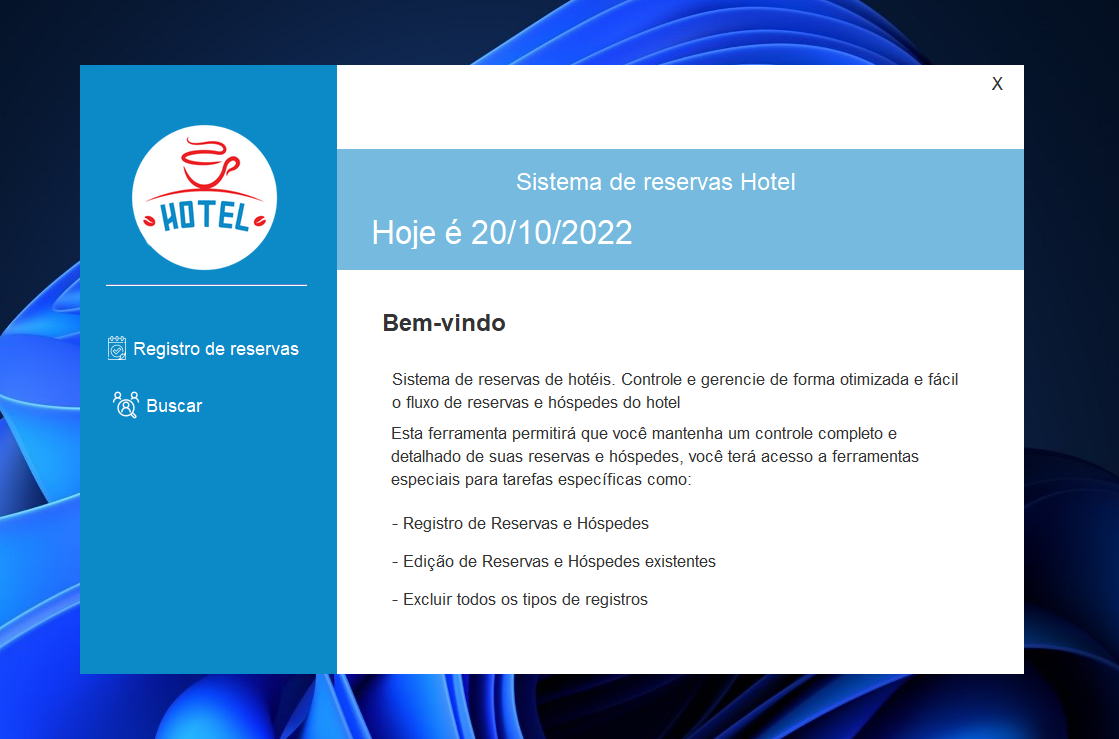 X
HOTEL
Sistema de reservas Hotel
Hoje é 20/10/2022
Registro de reservas
Buscar
Bem-vindo
Sistema de reservas de hotéis. Controle e gerencie de forma otimizada e fácil
o fluxo de reservas e hóspedes do hotel
Esta ferramenta permitirá que você mantenha um controle completo e
detalhado de suas reservas e hóspedes, você terá acesso a ferramentas
especiais para tarefas específicas como:
- Registro de Reservas e Hóspedes
- Edição de Reservas e Hóspedes existentes
- Excluir todos os tipos de registros